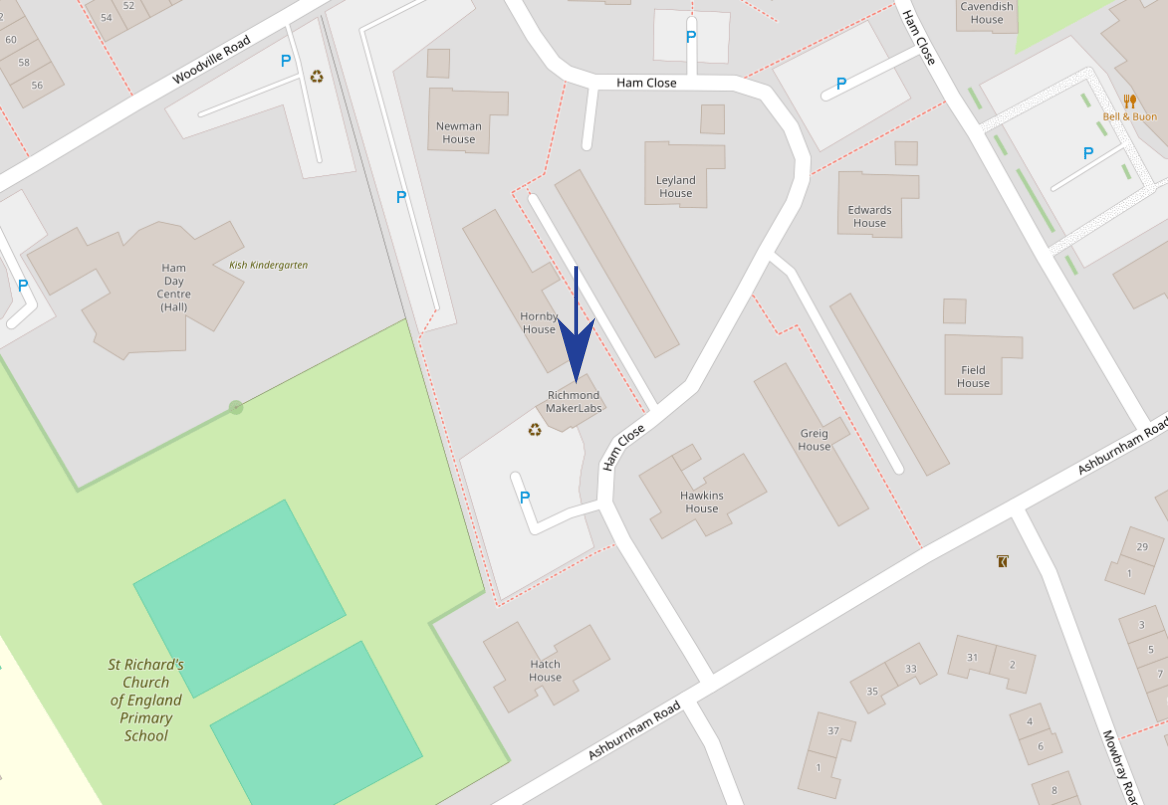 54
52
60
58
56
Woodville Road
P
Newman
House
Ham Close
P
P
Ham Close
Cavendish
House
Bell & Buon
P
Leyland
House
Edwards
House
P
Ham
Day
Centre
(Hall)
Kish Kindergarten
P
Hornby
House
Richmond
MakerLabs
Ham Close
P
Hawkins
House
Greig
House
Field
House
Ashburnham Road
29
1
3
5
7
Hatch
House
St Richard's
Church
of England
Primary
School
Ashburnham Road
35
33
31
2
37
1
4
6
8
Mowbray Road